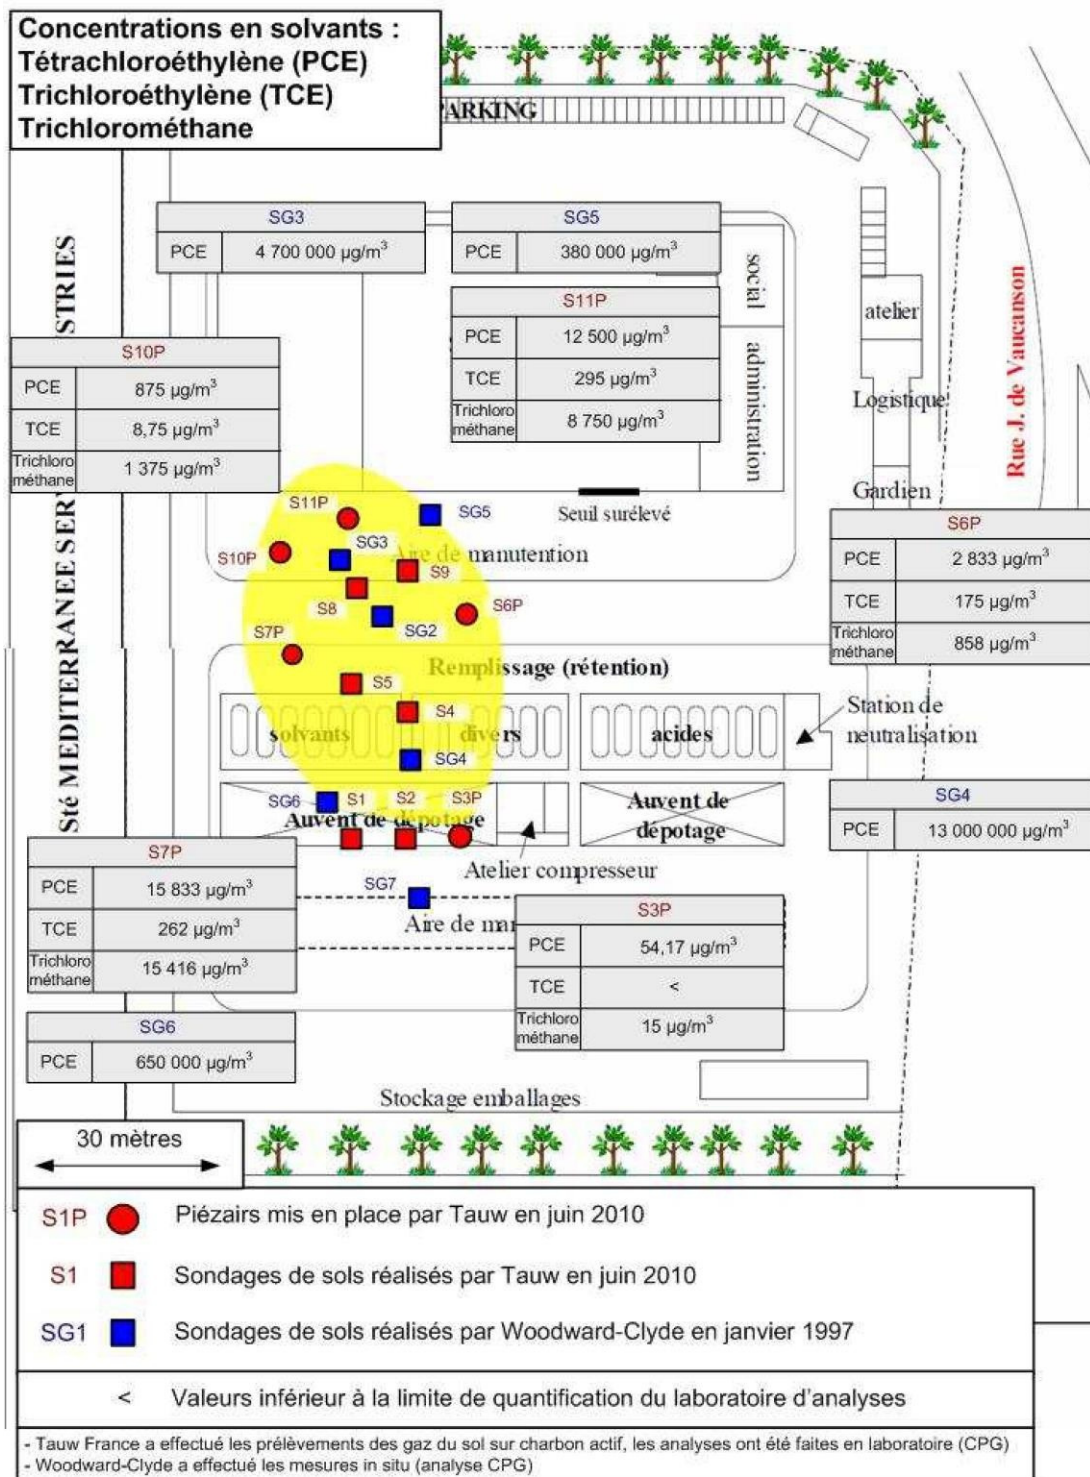 Concentrations en solvants :
Tétrachloroéthylène (PCE)
Trichloroéthylène (TCE)
Trichlorométhane
PARKING
SG3
PCE 4 700 000 µg/m³
SG5
PCE 380 000 µg/m³
social
S11P
PCE 12 500 µg/m³
TCE 295 µg/m³
Trichloro
méthane 8 750 µg/m³
administration
atelier
Logistique
Gardien
Rue J. de Vaucanson
Sté MEDITERRANEE SERV STRIES
S10P
PCE 875 µg/m³
TCE 8,75 µg/m³
Trichloro
méthane 1 375 µg/m³
S11P
SG5
Seuil surélevé
SG3
Aire de manutention
S10P
S9
S8
S6P
SG2
S7P
S6P
PCE 2 833 µg/m³
TCE 175 µg/m³
Trichloro
méthane 858 µg/m³
Remplissage (rétention)
S5
S4
solvants
divers
acides
Station de
neutralisation
SG4
SG6
S1
S2
S3P
Auvent de dépotage
Auvent de
dépotage
SG4
PCE 13 000 000 µg/m³
Atelier compresseur
SG7
Aire de man
S7P
PCE 15 833 µg/m³
TCE 262 µg/m³
Trichloro
méthane 15 416 µg/m³
S3P
PCE 54,17 µg/m³
TCE <
Trichloro
méthane 15 µg/m³
SG6
PCE 650 000 µg/m³
Stockage emballages
30 mètres
S1P Piézairs mis en place par Tauw en juin 2010
S1 Sondages de sols réalisés par Tauw en juin 2010
SG1 Sondages de sols réalisés par Woodward-Clyde en janvier 1997
< Valeurs inférieur à la limite de quantification du laboratoire d'analyses
- Tauw France a effectué les prélèvements des gaz du sol sur charbon actif, les analyses ont été faites en laboratoire (CPG)
- Woodward-Clyde a effectué les mesures in situ (analyse CPG)